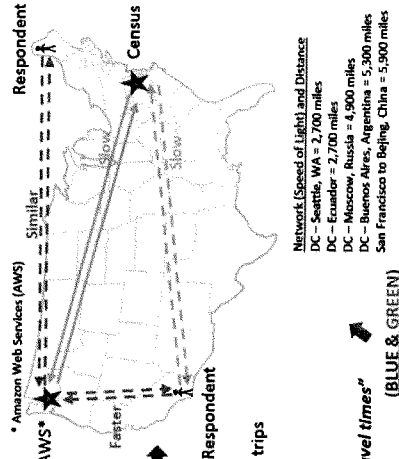 * Amazon Web Services (AWS)
AWS*
Respondent
Similar
Slow
Census
Faster
Slow
Respondent
trips
Network (Speed of Light) and Distance
DC – Seattle, WA = 2,700 miles
DC – Ecuador = 2,700 miles
DC – Moscow, Russia = 4,900 miles
DC – Buenos Aires, Argentina = 5,300 miles
San Francisco to Bejing, China = 5,900 miles
vel times"
(BLUE & GREEN)